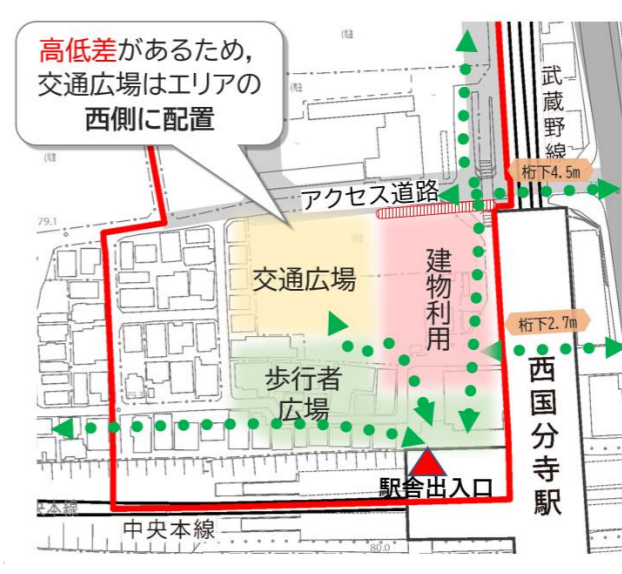 高低差があるため,
交通広場はエリアの
西側に配置
武蔵野線
桁下4.5m
アクセス道路
79.1
交通広場
建物利用
桁下2.7m
歩行者
広場
西国分寺駅
駅舎出入口
中央本線
80.0